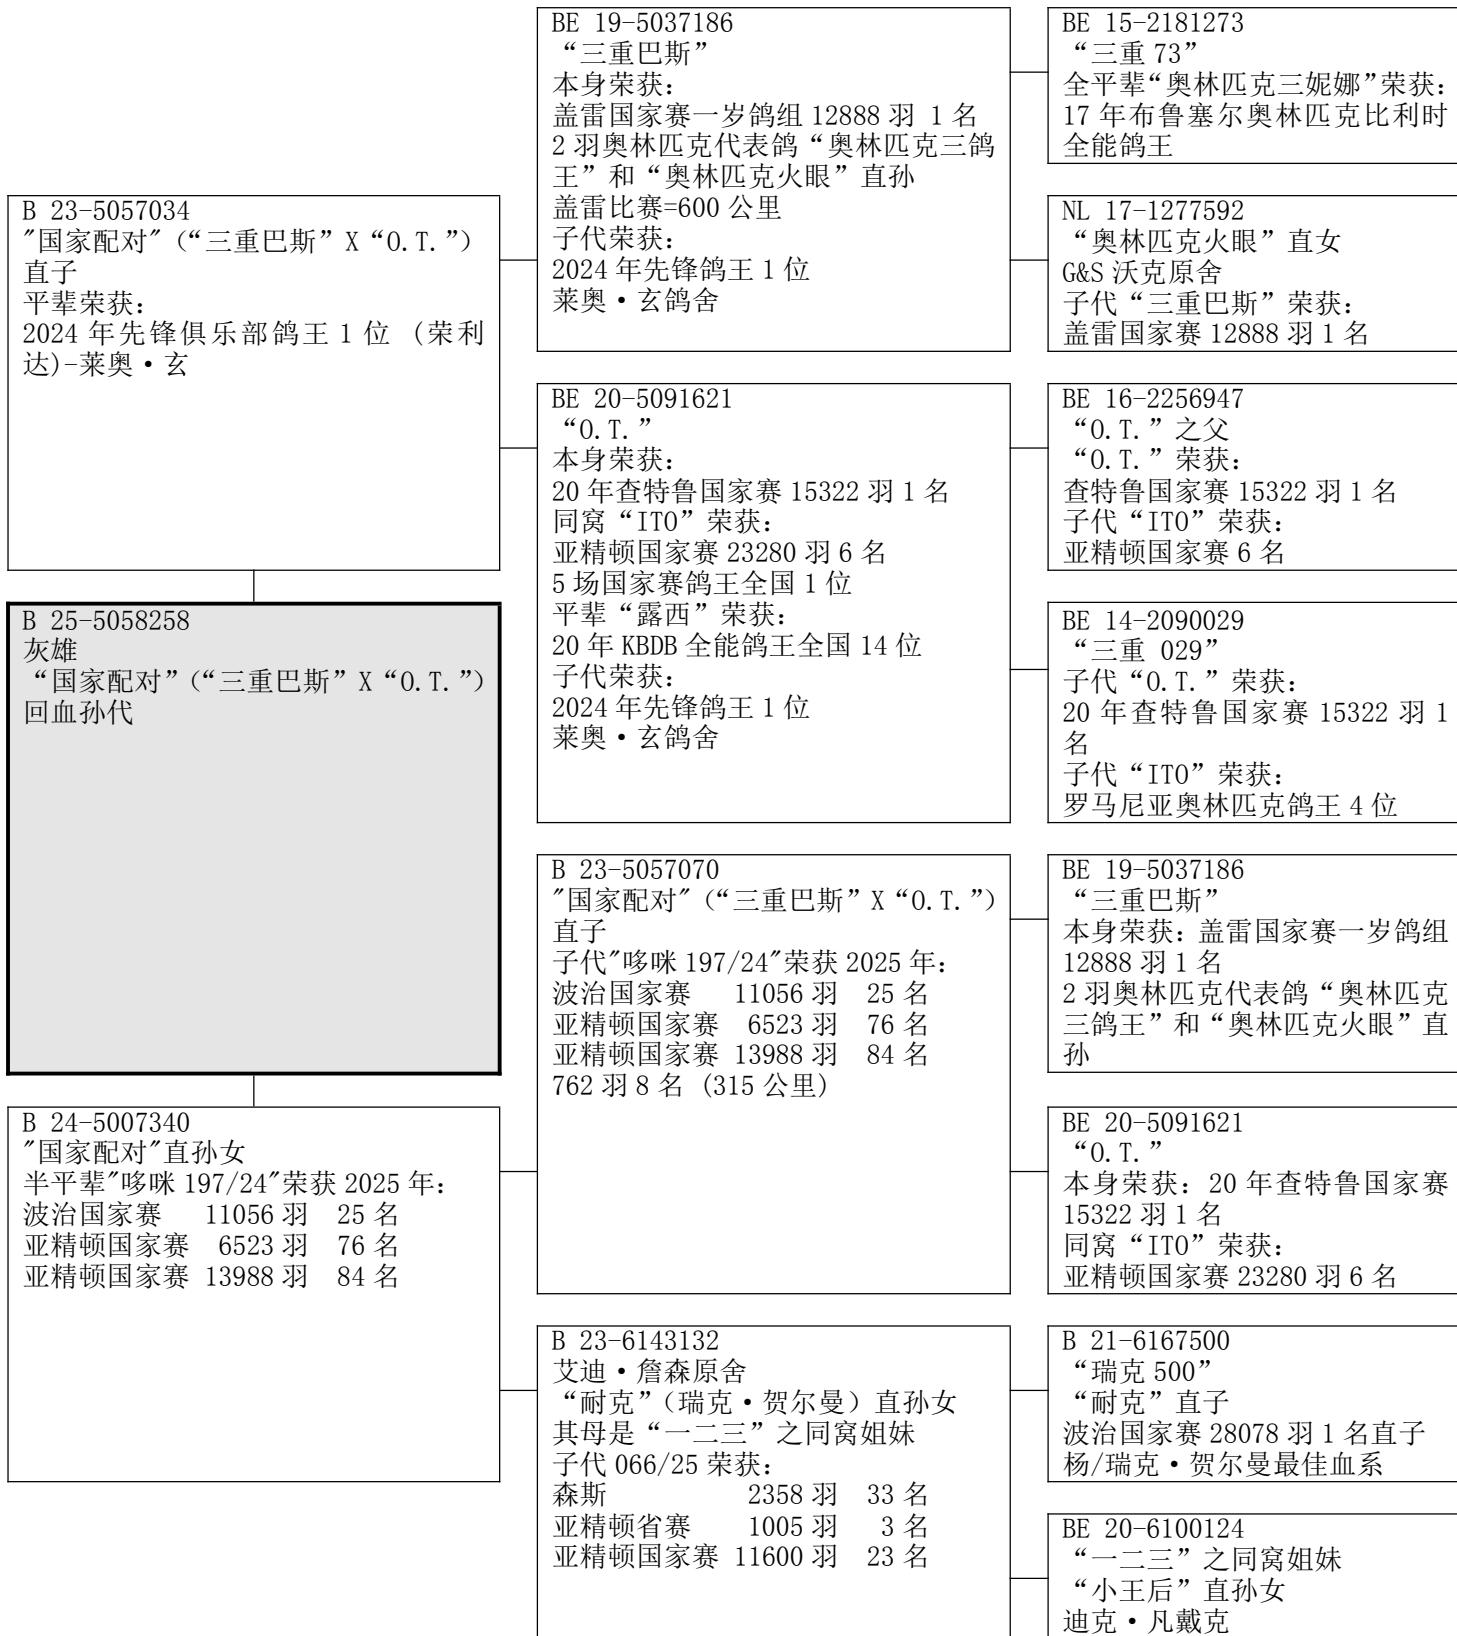 B 23-5057034
"国家配对"（“三重巴斯”X“O.T.”）
直子
平辈荣获：
2024 年先锋俱乐部鸽王 1 位 (荣利
达)-莱奥·玄
B 25-5058258
灰雄
“国家配对”（“三重巴斯”X“O.T.”）
回血孙代
B 24-5007340
"国家配对"直孙女
半平辈"哆咪 197/24"荣获 2025 年：
波治国家赛 11056 羽 25 名
亚精顿国家赛 6523 羽 76 名
亚精顿国家赛 13988 羽 84 名
BE 19-5037186
“三重巴斯”
本身荣获：
盖雷国家赛一岁鸽组 12888 羽 1 名
2 羽奥林匹克代表鸽“奥林匹克三鸽
王”和“奥林匹克火眼”直孙
盖雷比赛=600 公里
子代荣获：
2024 年先锋鸽王 1 位
莱奥·玄鸽舍
BE 20-5091621
“O.T.”
本身荣获：
20 年查特鲁国家赛 15322 羽 1 名
同窝“ITO”荣获：
亚精顿国家赛 23280 羽 6 名
5 场国家赛鸽王全国 1 位
平辈“露西”荣获：
20 年 KBDB 全能鸽王全国 14 位
子代荣获：
2024 年先锋鸽王 1 位
莱奥·玄鸽舍
B 23-5057070
"国家配对"（“三重巴斯”X“O.T.”）
直子
子代"哆咪 197/24"荣获 2025 年：
波治国家赛 11056 羽 25 名
亚精顿国家赛 6523 羽 76 名
亚精顿国家赛 13988 羽 84 名
762 羽 8 名 (315 公里)
B 23-6143132
艾迪·詹森原舍
“耐克”（瑞克·贺尔曼）直孙女
其母是“一二三”之同窝姐妹
子代 066/25 荣获：
森斯 2358 羽 33 名
亚精顿省赛 1005 羽 3 名
亚精顿国家赛 11600 羽 23 名
BE 15-2181273
“三重 73”
全平辈“奥林匹克三妮娜”荣获：
17 年布鲁塞尔奥林匹克比利时
全能鸽王
NL 17-1277592
“奥林匹克火眼”直女
G&S 沃克原舍
子代“三重巴斯”荣获：
盖雷国家赛 12888 羽 1 名
BE 16-2256947
“O.T.”之父
“O.T.”荣获：
查特鲁国家赛 15322 羽 1 名
子代“ITO”荣获：
亚精顿国家赛 6 名
BE 14-2090029
“三重 029”
子代“O.T.”荣获：
20 年查特鲁国家赛 15322 羽 1
名
子代“ITO”荣获：
罗马尼亚奥林匹克鸽王 4 位
BE 19-5037186
“三重巴斯”
本身荣获：盖雷国家赛一岁鸽组
12888 羽 1 名
2 羽奥林匹克代表鸽“奥林匹克
三鸽王”和“奥林匹克火眼”直
孙
BE 20-5091621
“O.T.”
本身荣获：20 年查特鲁国家赛
15322 羽 1 名
同窝“ITO”荣获：
亚精顿国家赛 23280 羽 6 名
B 21-6167500
“瑞克 500”
“耐克”直子
波治国家赛 28078 羽 1 名直子
杨/瑞克·贺尔曼最佳血系
BE 20-6100124
“一二三”之同窝姐妹
“小王后”直孙女
迪克·凡戴克